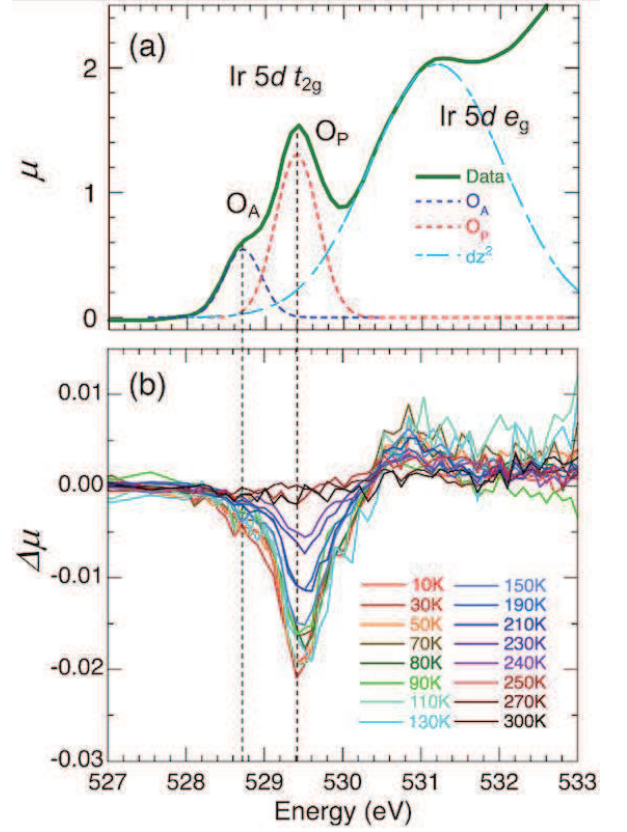 (a)
Ir 5d t2g
OP
OA
Ir 5d eg
Data
OA
OP
dz²
μ
2
1
0
(b)
0.01
0.00
-0.01
-0.02
-0.03
Δμ
10K 150K
30K 190K
50K 210K
70K 230K
80K 240K
90K 250K
110K 270K
130K 300K
527 528 529 530 531 532 533
Energy (eV)